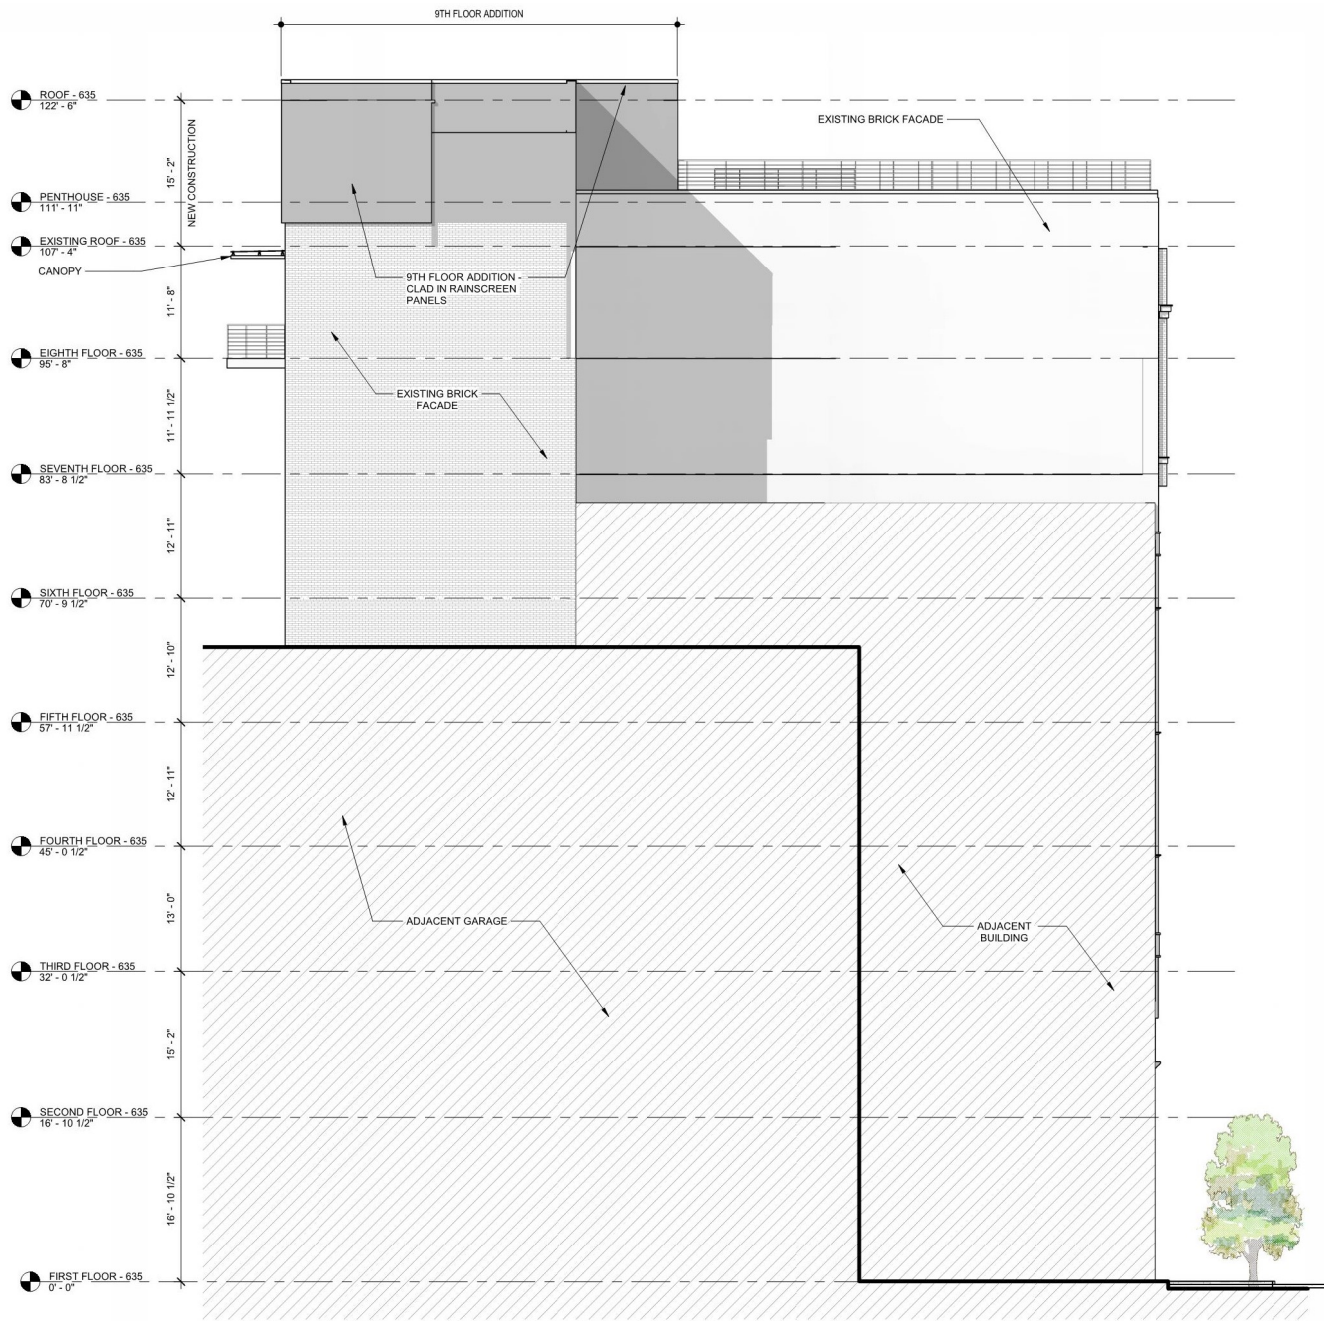 9TH FLOOR ADDITION
ROOF - 635
122' - 6"
EXISTING BRICK FACADE
NEW CONSTRUCTION
15' - 2"
PENTHOUSE - 635
111' - 11"
EXISTING ROOF - 635
107' - 4"
CANOPY
9TH FLOOR ADDITION -
CLAD IN RAINSCREEN
PANELS
11' - 8"
EIGHTH FLOOR - 635
95' - 8"
EXISTING BRICK
FACADE
11' - 11 1/2"
SEVENTH FLOOR - 635
83' - 8 1/2"
12' - 11"
SIXTH FLOOR - 635
70' - 9 1/2"
12' - 10"
FIFTH FLOOR - 635
57' - 11 1/2"
12' - 11"
FOURTH FLOOR - 635
45' - 0 1/2"
13' - 0"
ADJACENT GARAGE
ADJACENT
BUILDING
THIRD FLOOR - 635
32' - 0 1/2"
15' - 2"
SECOND FLOOR - 635
16' - 10 1/2"
16' - 10 1/2"
FIRST FLOOR - 635
0' - 0"